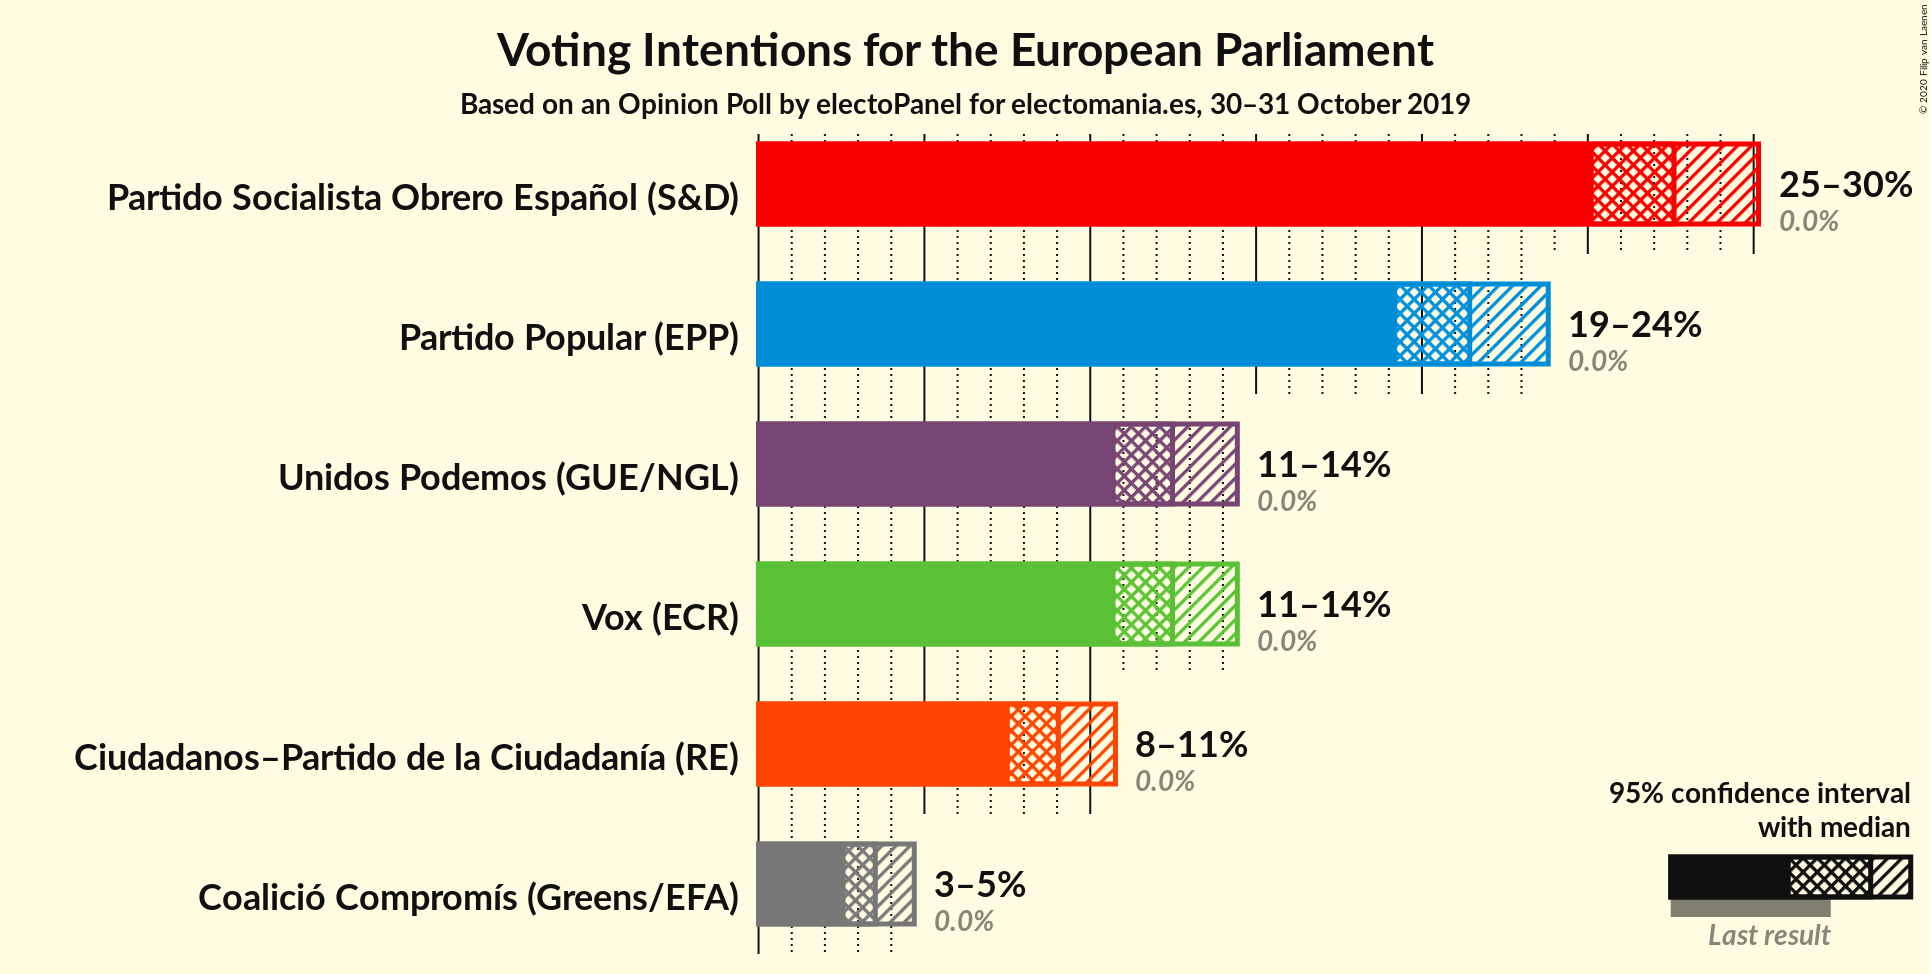 Voting Intentions for the European Parliament
Based on an Opinion Poll by electoPanel for electomania.es, 30–31 October 2019
© 2020 Filip van Laenen
Partido Socialista Obrero Español (S&D)
25–30%
0.0%
Partido Popular (EPP)
19–24%
0.0%
Unidos Podemos (GUE/NGL)
11–14%
0.0%
Vox (ECR)
11–14%
0.0%
Ciudadanos–Partido de la Ciudadanía (RE)
8–11%
0.0%
Coalició Compromís (Greens/EFA)
3–5%
0.0%
95% confidence interval
with median
Last result